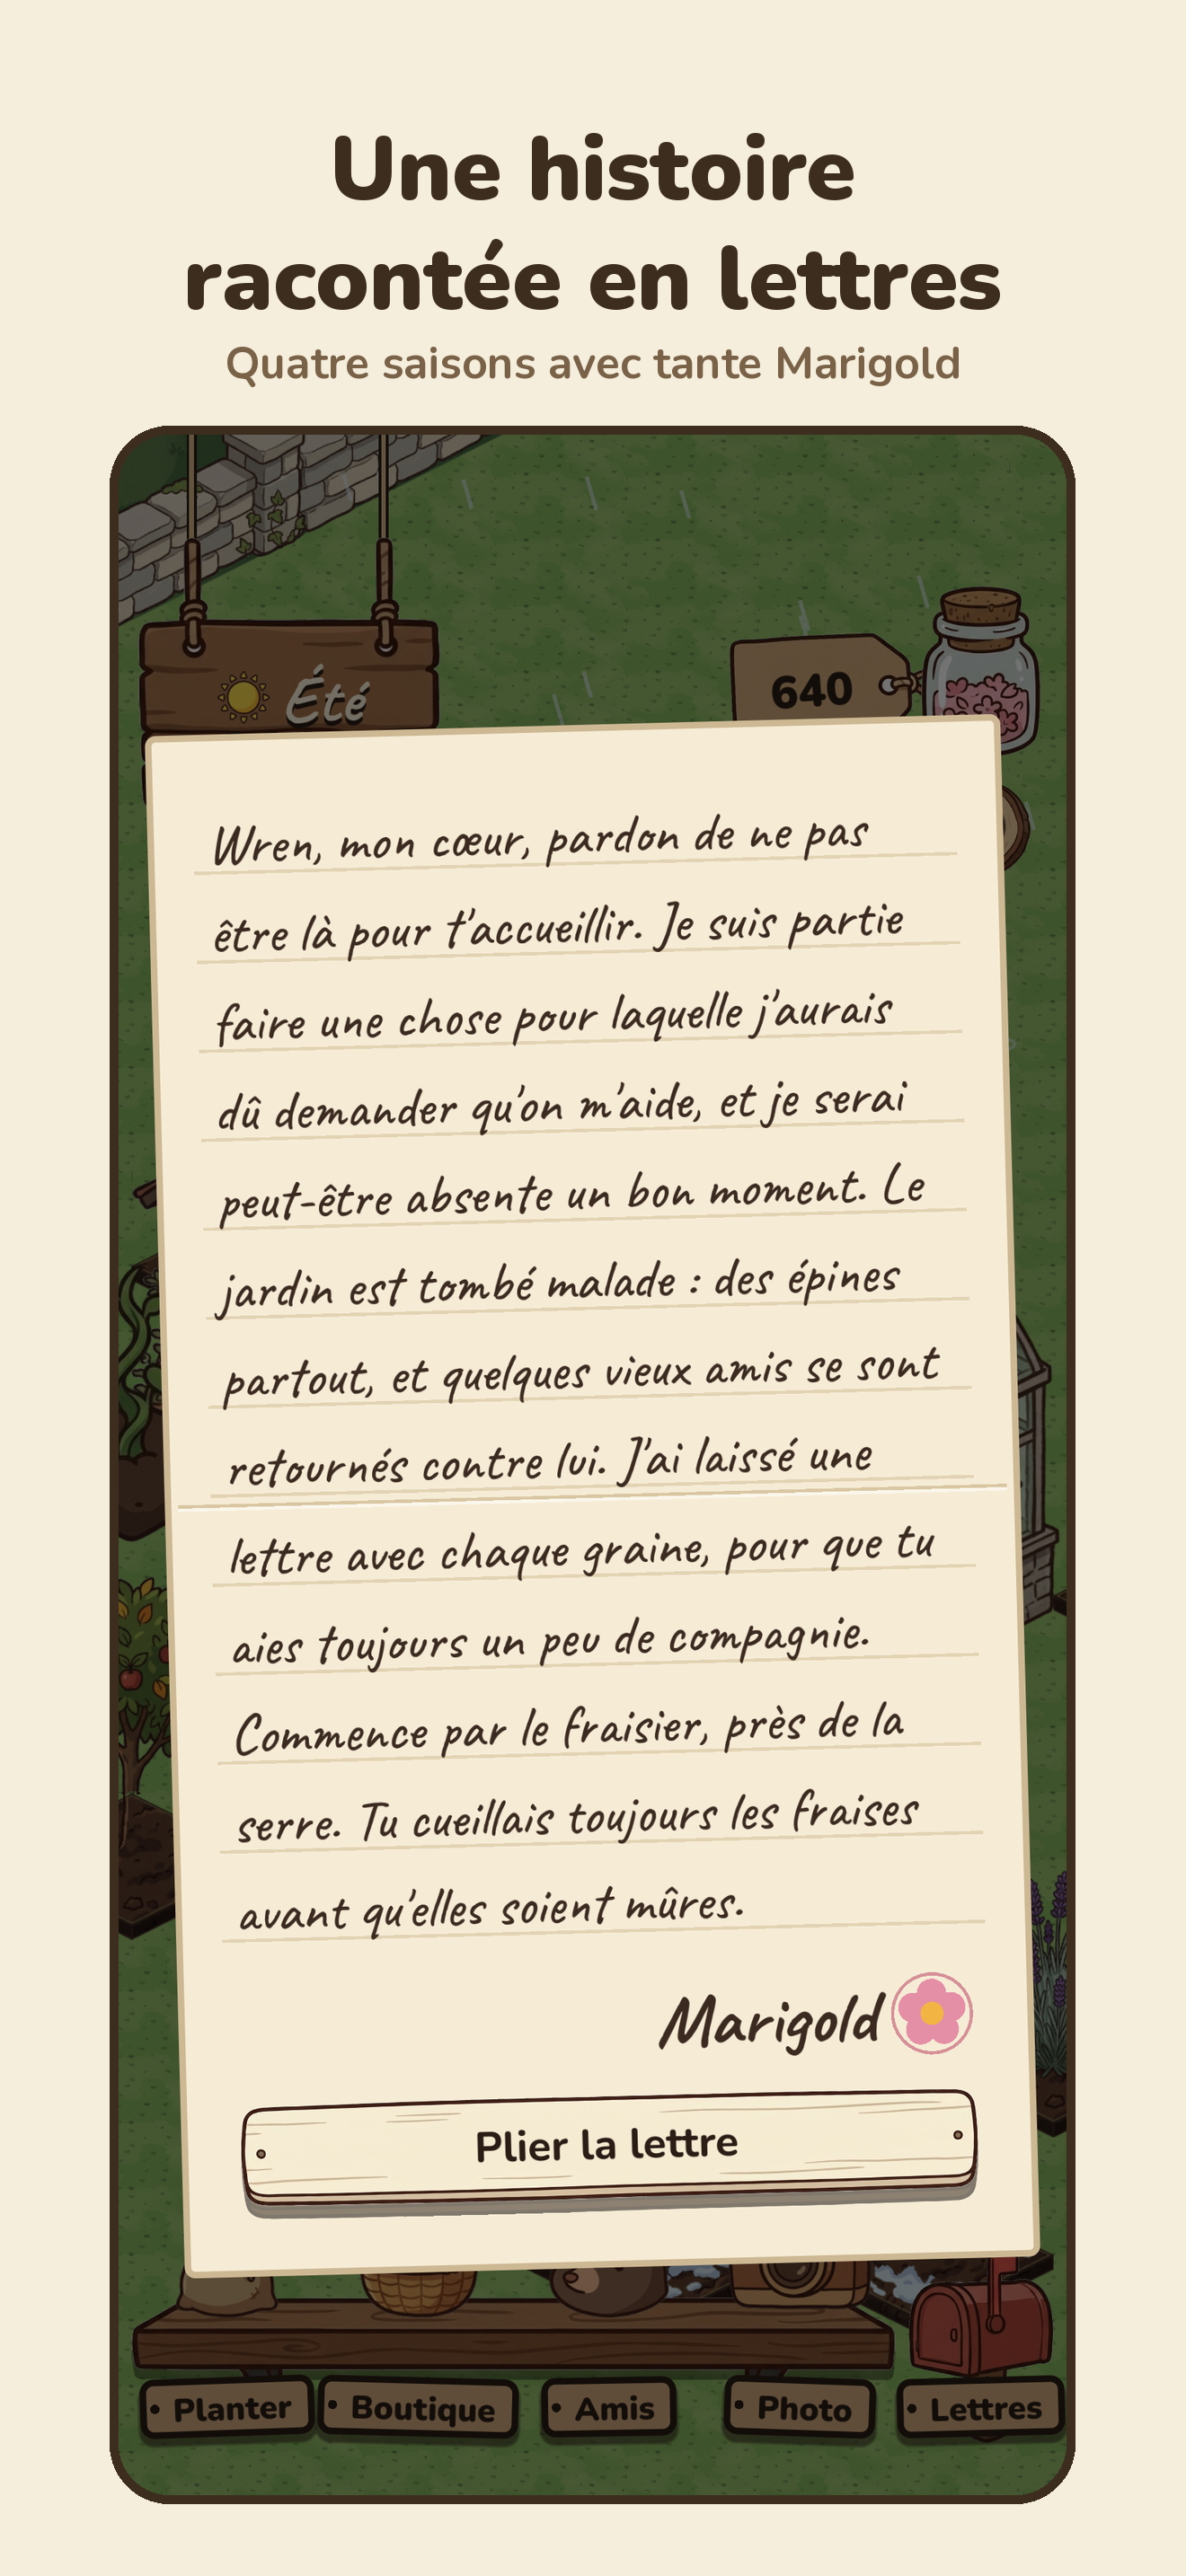 Une histoire
racontée en lettres
Quatre saisons avec tante Marigold
Été
640
Wren, mon cœur, pardon de ne pas
être là pour t'accueillir. Je suis partie
faire une chose pour laquelle j'aurais
dû demander qu'on m'aide, et je serai
peut-être absente un bon moment. Le
jardin est tombé malade : des épines
partout, et quelques vieux amis se sont
retournés contre lui. J'ai laissé une
lettre avec chaque graine, pour que tu
aies toujours un peu de compagnie.
Commence par le fraisier, près de la
serre. Tu cueillais toujours les fraises
avant qu'elles soient mûres.
Marigold
Plier la lettre
Planter
Boutique
Amis
Photo
Lettres